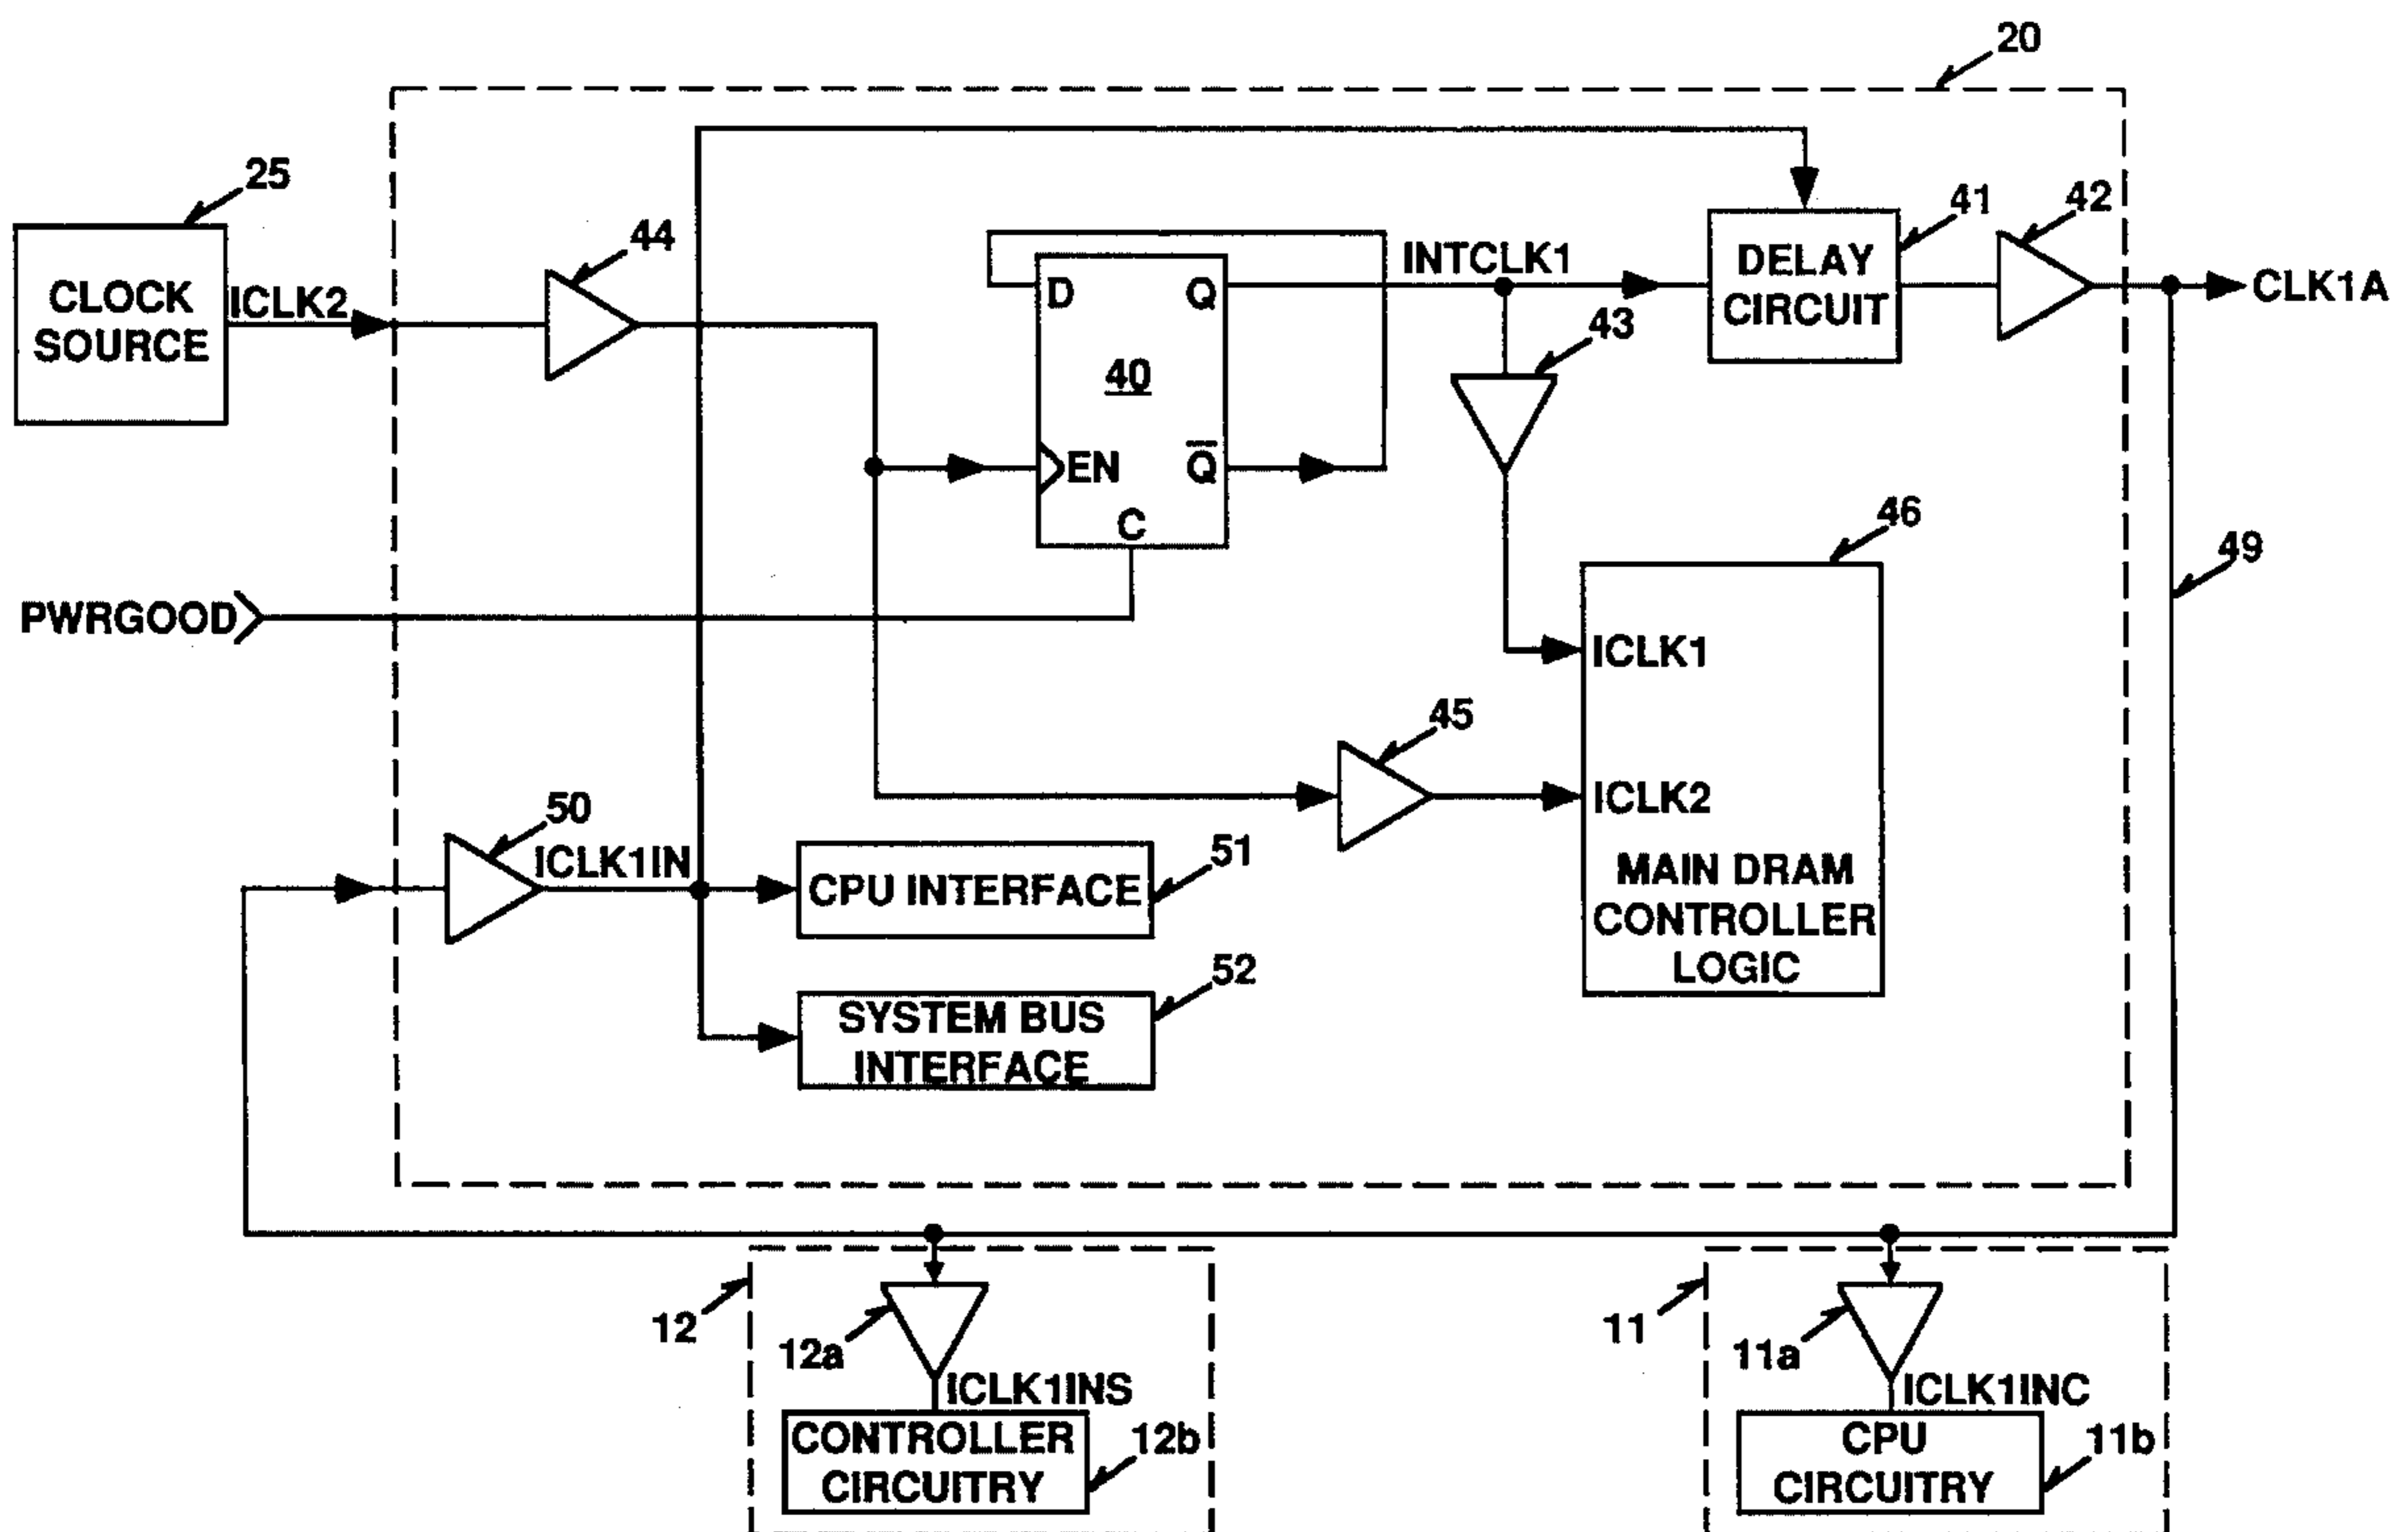 20
25
CLOCK
SOURCE
ICLK2
44
D
Q
40
EN
Q̅
C
INTCLK1
43
DELAY
CIRCUIT
41
42
CLK1A
PWRGOOD
46
49
ICLK1
45
ICLK2
MAIN DRAM
CONTROLLER
LOGIC
50
ICLK1IN
CPU INTERFACE
51
SYSTEM BUS
INTERFACE
52
12
12a
ICLK1INS
CONTROLLER
CIRCUITRY
12b
11
11a
ICLK1INC
CPU
CIRCUITRY
11b